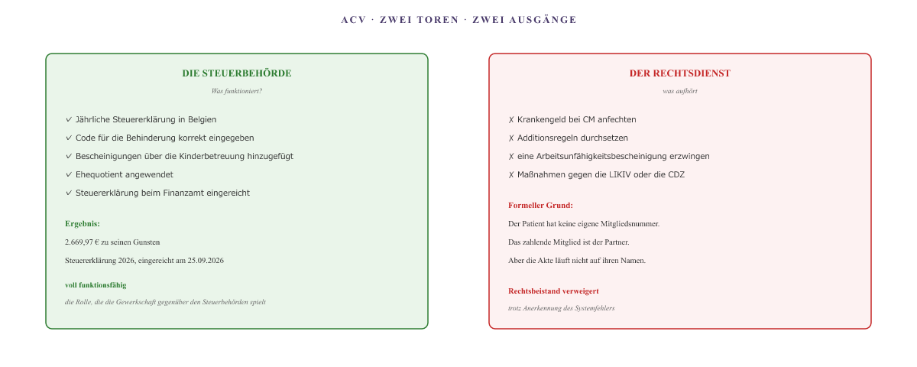 ACV · ZWEI TOREN · ZWEI AUSGÄNGE
DIE STEUERBEHÖRDE
Was funktioniert?
✓ Jährliche Steuererklärung in Belgien
✓ Code für die Behinderung korrekt eingegeben
✓ Bescheinigungen über die Kinderbetreuung hinzugefügt
✓ Ehequotient angewendet
✓ Steuererklärung beim Finanzamt eingereicht
Ergebnis:
2.669,97 € zu seinen Gunsten
Steuererklärung 2026, eingereicht am 25.09.2026
voll funktionsfähig
die Rolle, die die Gewerkschaft gegenüber den Steuerbehörden spielt
DER RECHTSDIENST
was aufhört
✗ Krankengeld bei CM anfechten
✗ Additionsregeln durchsetzen
✗ eine Arbeitsunfähigkeitsbescheinigung erzwingen
✗ Maßnahmen gegen die LIKIV oder die CDZ
Formeller Grund:
Der Patient hat keine eigene Mitgliedsnummer.
Das zahlende Mitglied ist der Partner.
Aber die Akte läuft nicht auf ihren Namen.
Rechtsbeistand verweigert
trotz Anerkennung des Systemfehlers